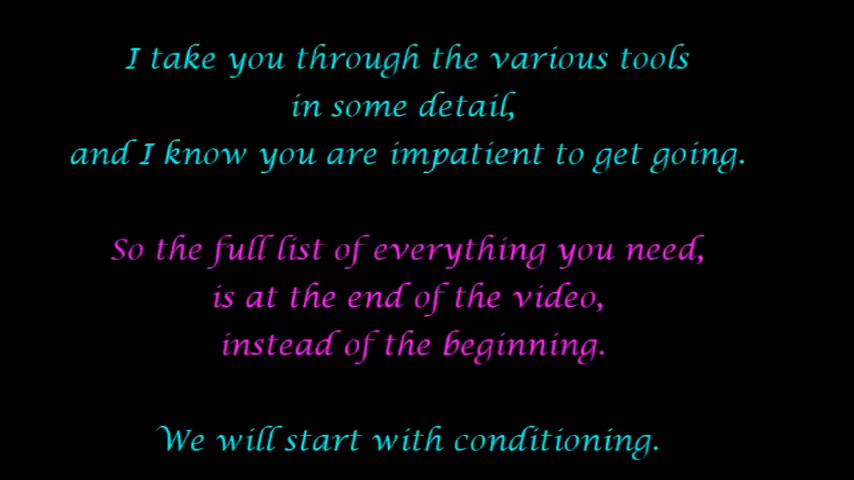 I take you through the various tools
in some detail,
and I know you are impatient to get going.
So the full list of everything you need,
is at the end of the video,
instead of the beginning.
We will start with conditioning.